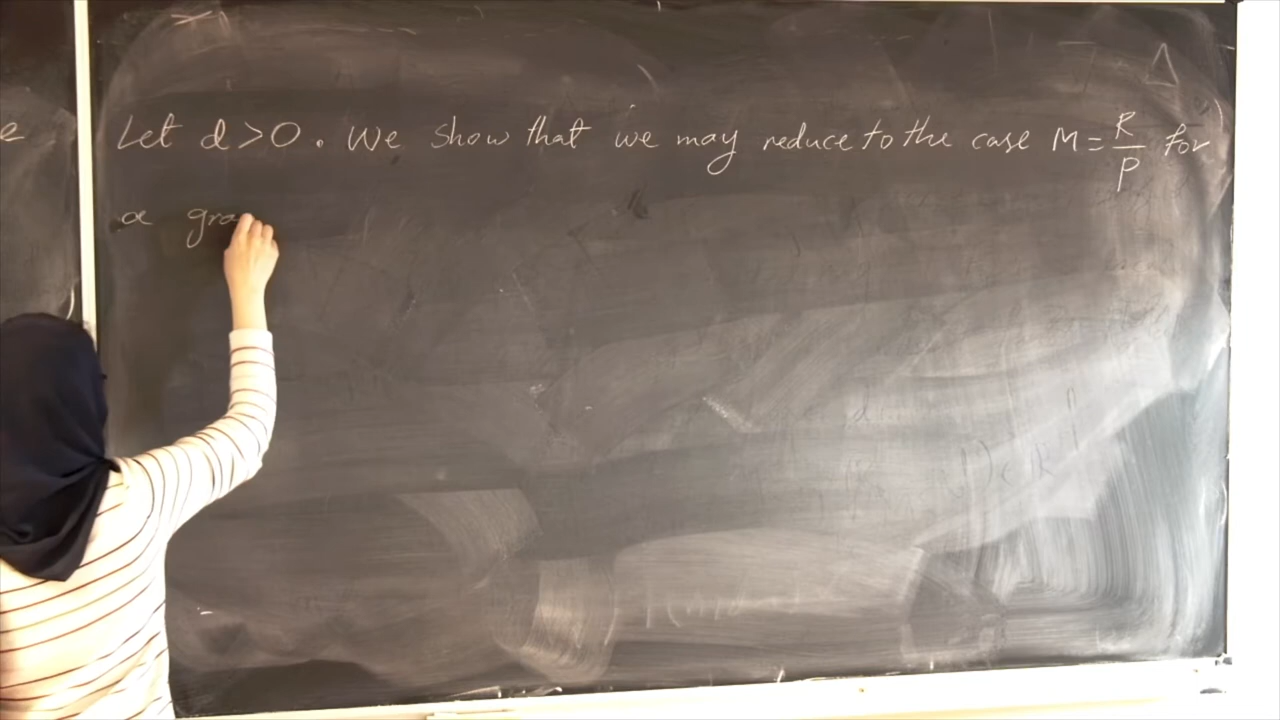 e
Let d > 0. We show that we may reduce to the case M = R/P for
a gra